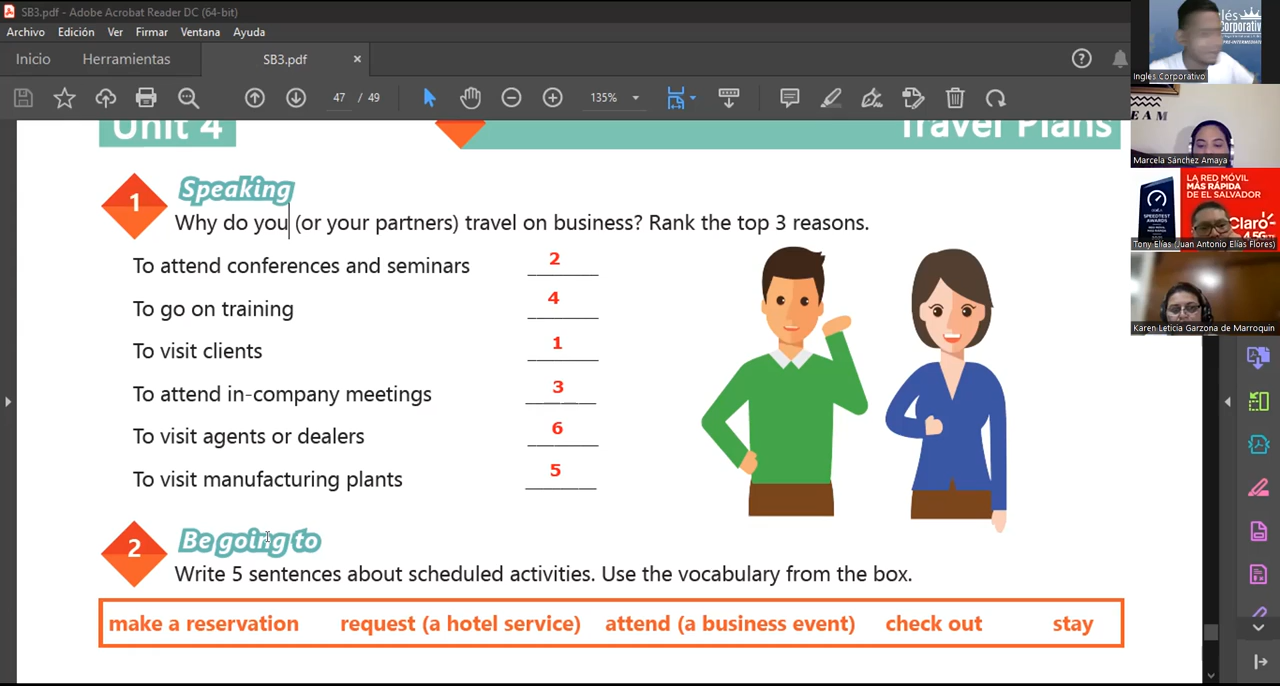 SB3.pdf - Adobe Acrobat Reader DC (64-bit)
Archivo Edición Ver Firmar Ventana Ayuda
Inicio Herramientas SB3.pdf ×
47 / 49 135%
Unit 4 Travel Plans
1 Speaking
Why do you (or your partners) travel on business? Rank the top 3 reasons.
To attend conferences and seminars 2
To go on training 4
To visit clients 1
To attend in-company meetings 3
To visit agents or dealers 6
To visit manufacturing plants 5
2 Be going to
Write 5 sentences about scheduled activities. Use the vocabulary from the box.
make a reservation request (a hotel service) attend (a business event) check out stay
Ingles Corporativo
EAM
Marcela Sánchez Amaya
LA RED MÓVIL
MÁS RÁPIDA
DE EL SALVADOR
SPEEDTEST
AWARDS
Claro
Tony Elías (Juan Antonio Elías Flores)
Karen Leticia Garzona de Marroquin